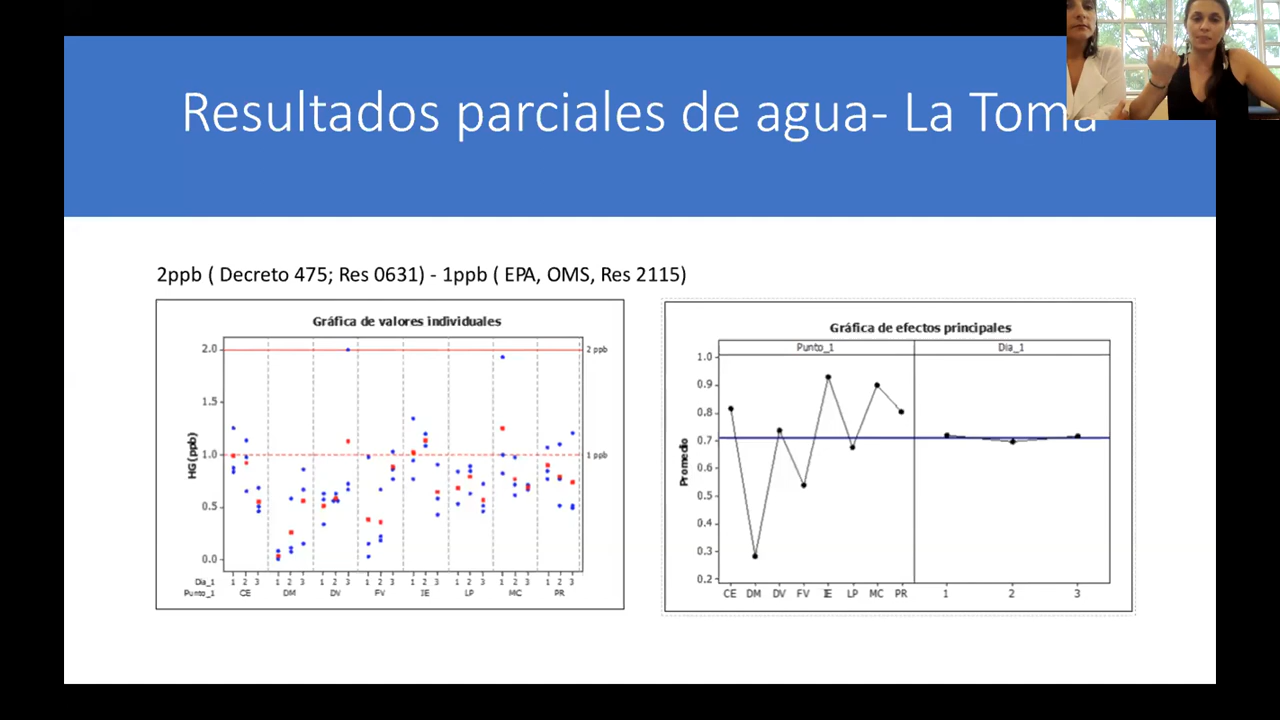 Resultados parciales de agua- La Toma
2ppb ( Decreto 475; Res 0631) - 1ppb ( EPA, OMS, Res 2115)
Gráfica de valores individuales
HG (ppb)
2.0
1.5
1.0
0.5
0.0
2 ppb
1 ppb
Dia_1 1 2 3 1 2 3 1 2 3 1 2 3 1 2 3 1 2 3 1 2 3 1 2 3
Punto_1 CE DM DV FV IE LP MC PR
Gráfica de efectos principales
Punto_1 Dia_1
Promedio
1.0
0.9
0.8
0.7
0.6
0.5
0.4
0.3
0.2
CE DM DV FV IE LP MC PR 1 2 3